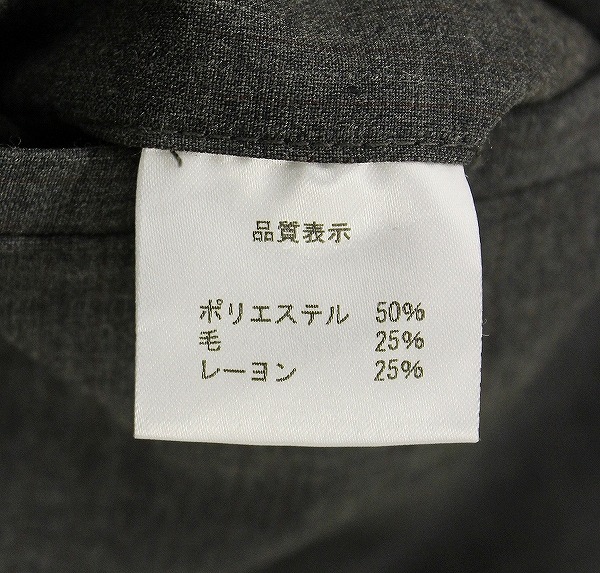 品質表示
ポリエステル 50%
毛 25%
レーヨン 25%